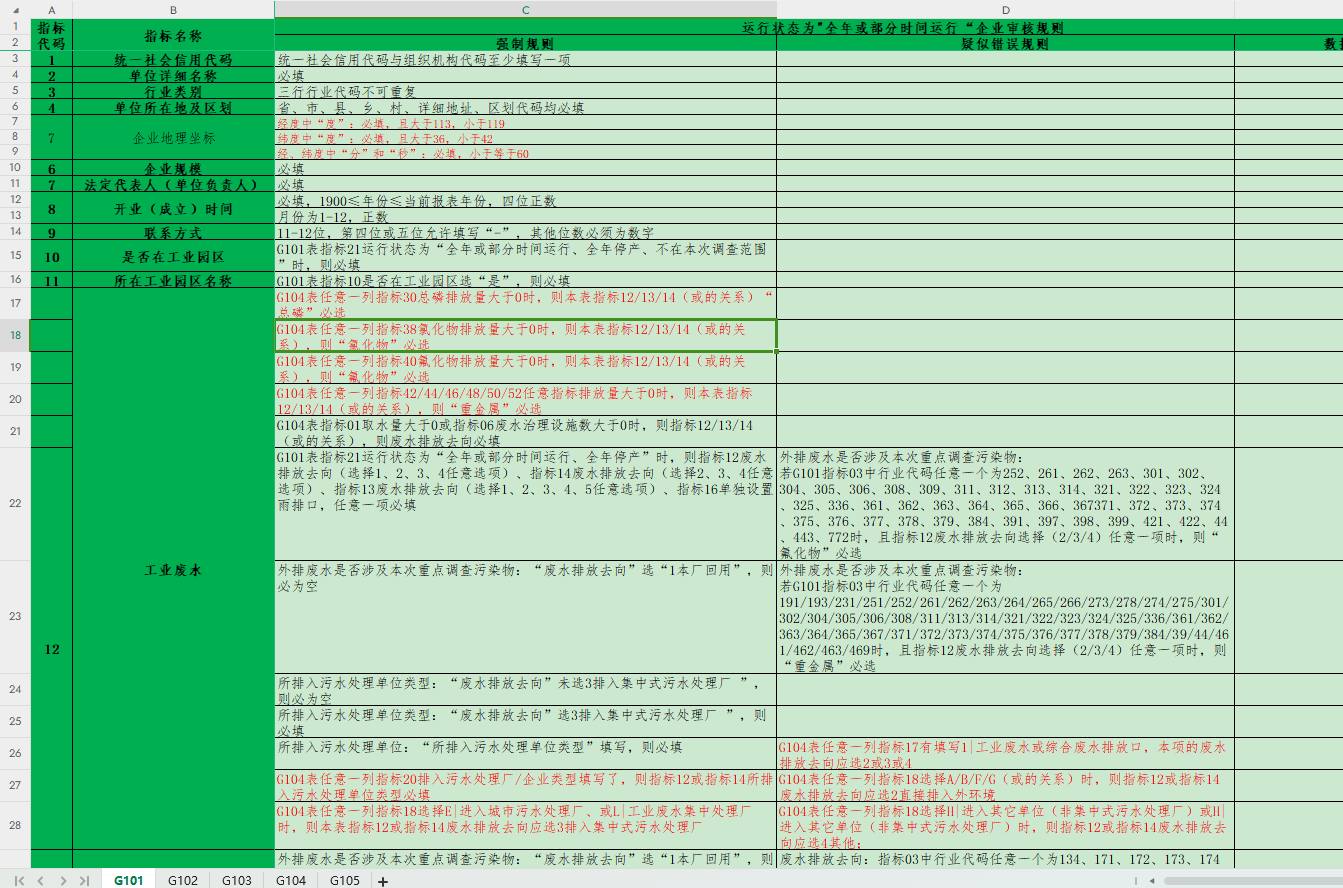 A B C D
1 指标代码 指标名称 运行状态为"全年或部分时间运行“企业审核规则
2 强制规则 疑似错误规则
3 1 统一社会信用代码 统一社会信用代码与组织机构代码至少填写一项
4 2 单位详细名称 必填
5 3 行业类别 三行行业代码不可重复
6 4 单位所在地及区划 省、市、县、乡、村、详细地址、区划代码均必填
7 经度中“度”：必填，且大于113，小于119
8 7 企业地理坐标 纬度中“度”：必填，且大于36，小于42
9 经、纬度中“分”和“秒”：必填，小于等于60
10 6 企业规模 必填
11 7 法定代表人（单位负责人） 必填
12 8 开业（成立）时间 必填，1900≤年份≤当前报表年份，四位正数
13 月份为1-12，正数
14 9 联系方式 11-12位，第四位或五位允许填写“-”，其他位数必须为数字
15 10 是否在工业园区 G101表指标21运行状态为“全年或部分时间运行、全年停产、不在本次调查范围
”时，则必填
16 11 所在工业园区名称 G101表指标10是否在工业园区选“是”，则必填
17 G104表任意一列指标30总磷排放量大于0时，则本表指标12/13/14（或的关系）“
总磷”必选
18 G104表任意一列指标38氰化物排放量大于0时，则本表指标12/13/14（或的关
系），则“氰化物”必选
19 G104表任意一列指标40氟化物排放量大于0时，则本表指标12/13/14（或的关
系），则“氟化物”必选
20 G104表任意一列指标42/44/46/48/50/52任意指标排放量大于0时，则本表指标
12/13/14（或的关系），则“重金属”必选
21 G104表指标01取水量大于0或指标06废水治理设施数大于0时，则指标12/13/14
（或的关系），则废水排放去向必填
22 G101表指标21运行状态为“全年或部分时间运行、全年停产”时，则指标12废水
排放去向（选择1、2、3、4任意选项）、指标14废水排放去向（选择2、3、4任意
选项）、指标13废水排放去向（选择1、2、3、4、5任意选项）、指标16单独设置
雨排口，任意一项必填
外排废水是否涉及本次重点调查污染物：
若G101指标03中行业代码任意一个为252、261、262、263、301、302、
304、305、306、308、309、311、312、313、314、321、322、323、324
、325、336、361、362、363、364、365、366、367371、372、373、374
、375、376、377、378、379、384、391、397、398、399、421、422、44
、443、772时，且指标12废水排放去向选择（2/3/4）任意一项时，则“
氟化物”必选
工业废水
12
23 外排废水是否涉及本次重点调查污染物：“废水排放去向”选“1本厂回用”，则
必为空
外排废水是否涉及本次重点调查污染物：
若G101指标03中行业代码任意一个为
191/193/231/251/252/261/262/263/264/265/266/273/278/274/275/301/
302/304/305/306/308/311/313/314/321/322/323/324/325/336/361/362/
363/364/365/367/371/372/373/374/375/376/377/378/379/384/39/44/46
1/462/463/469时，且指标12废水排放去向选择（2/3/4）任意一项时，则
“重金属”必选
24 所排入污水处理单位类型：“废水排放去向”未选3排入集中式污水处理厂 ”，
则必为空
25 所排入污水处理单位类型：“废水排放去向”选3排入集中式污水处理厂 ”，则
必填
26 所排入污水处理单位：“所排入污水处理单位类型”填写，则必填
G104表任意一列指标17有填写1|工业废水或综合废水排放口，本项的废水
排放去向应选2或3或4
27 G104表任意一列指标20排入污水处理厂/企业类型填写了，则指标12或指标14所排
入污水处理单位类型必填
G104表任意一列指标18选择A/B/F/G（或的关系）时，则指标12或指标14
废水排放去向应选2直接排入外环境
28 G104表任意一列指标18选择E|进入城市污水处理厂、或L|工业废水集中处理厂
时，则本表指标12或指标14废水排放去向应选3排入集中式污水处理厂
G104表任意一列指标18选择H|进入其它单位（非集中式污水处理厂）或H|
进入其它单位（非集中式污水处理厂）时，则指标12或指标14废水排放去
向应选4其他；
外排废水是否涉及本次重点调查污染物：“废水排放去向”选“1本厂回用”，则
废水排放去向：指标03中行业代码任意一个为134、171、172、173、174
G101 G102 G103 G104 G105 +